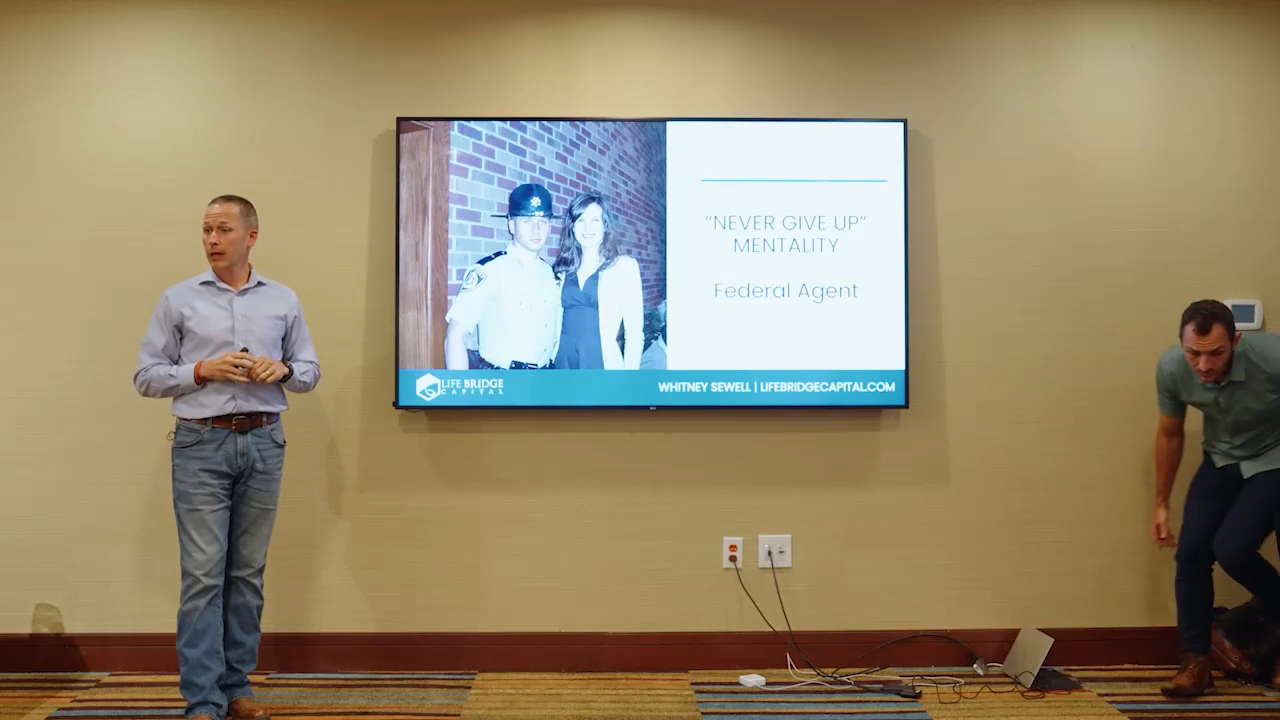 “NEVER GIVE UP”
MENTALITY
Federal Agent
LIFE BRIDGE
CAPITAL
WHITNEY SEWELL | LIFEBRIDGECAPITAL.COM